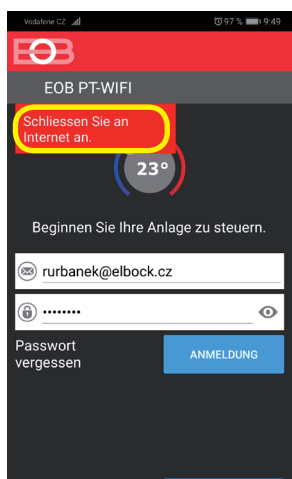 Vodafone CZ 97 % 9:49
EOB
EOB PT-WIFI
Schliessen Sie an
Internet an.
23°
Beginnen Sie Ihre Anlage zu steuern.
rurbanek@elbock.cz
••••••••
Passwort
vergessen
ANMELDUNG